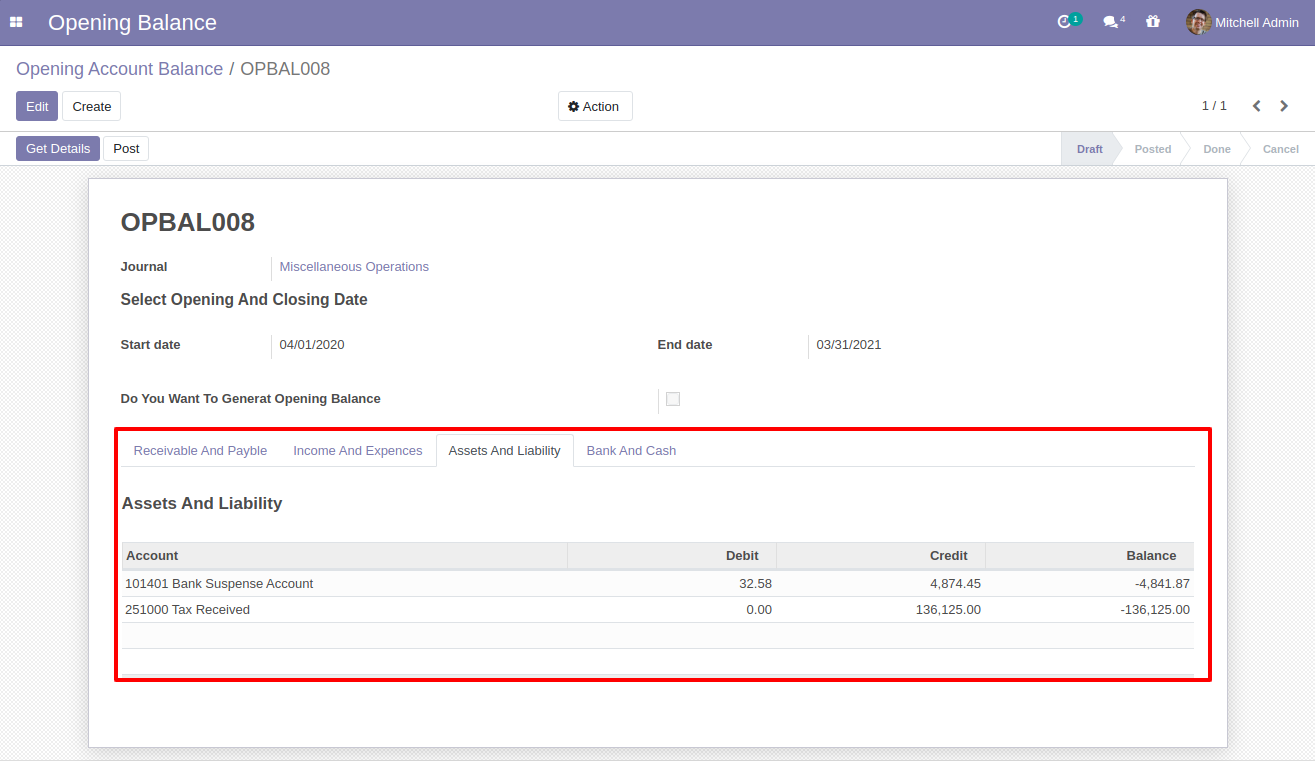 Opening Balance 1 4 Mitchell Admin
Opening Account Balance / OPBAL008
Edit Create Action 1 / 1
Get Details Post Draft Posted Done Cancel
OPBAL008
Journal Miscellaneous Operations
Select Opening And Closing Date
Start date 04/01/2020 End date 03/31/2021
Do You Want To Generat Opening Balance
Receivable And Payble Income And Expences Assets And Liability Bank And Cash
Assets And Liability
Account Debit Credit Balance
101401 Bank Suspense Account 32.58 4,874.45 -4,841.87
251000 Tax Received 0.00 136,125.00 -136,125.00